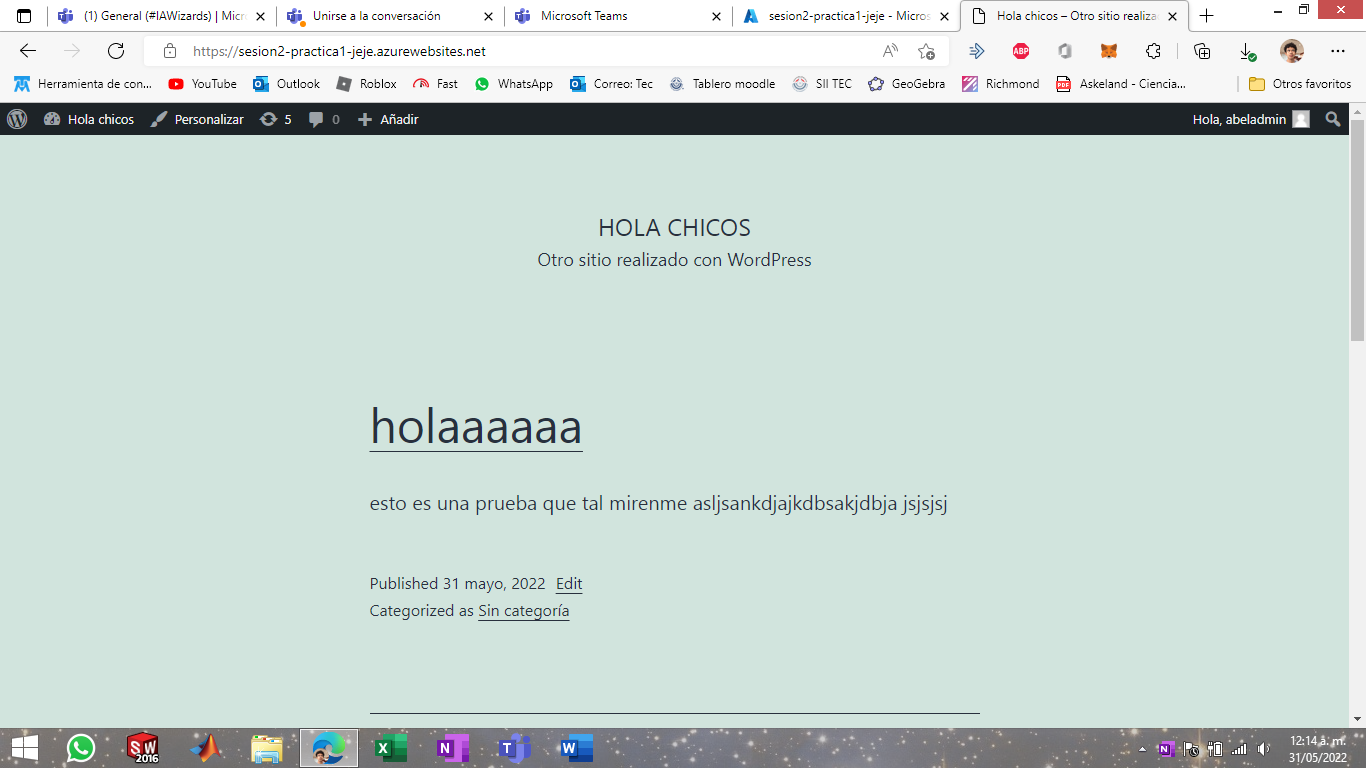 (1) General (#IAWizards) | Micr
Unirse a la conversación
Microsoft Teams
sesion2-practica1-jeje - Micros
Hola chicos – Otro sitio realiza
https://sesion2-practica1-jeje.azurewebsites.net
A
ABP
Herramienta de con...
YouTube
Outlook
Roblox
Fast
WhatsApp
Correo: Tec
Tablero moodle
SII TEC
GeoGebra
Richmond
PDF
Askeland - Ciencia...
Otros favoritos
Hola chicos
Personalizar
5
0
Añadir
Hola, abeladmin
HOLA CHICOS
Otro sitio realizado con WordPress
holaaaaaa
esto es una prueba que tal mirenme asljsankdjajkdbsakjdbja jsjsjsj
Published 31 mayo, 2022 Edit
Categorized as Sin categoría
SW
2016
N
12:14 a. m.
31/05/2022